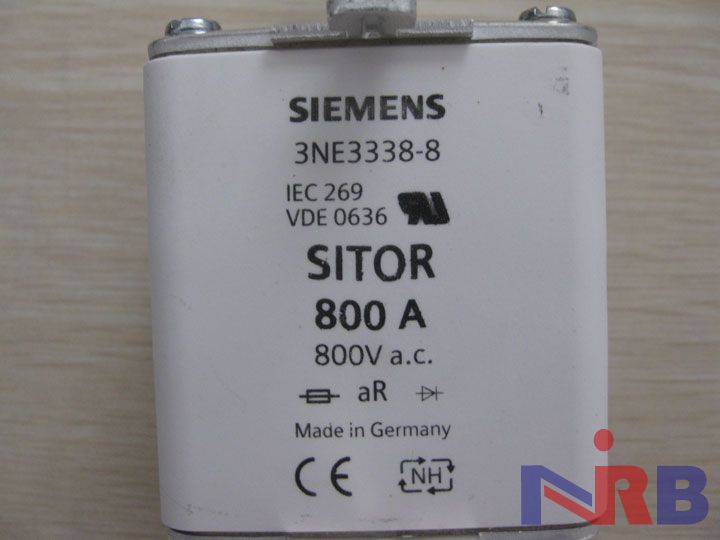 SIEMENS
3NE3338-8
IEC 269
VDE 0636
SITOR
800 A
800V a.c.
aR
Made in Germany
CE
NH
NRB